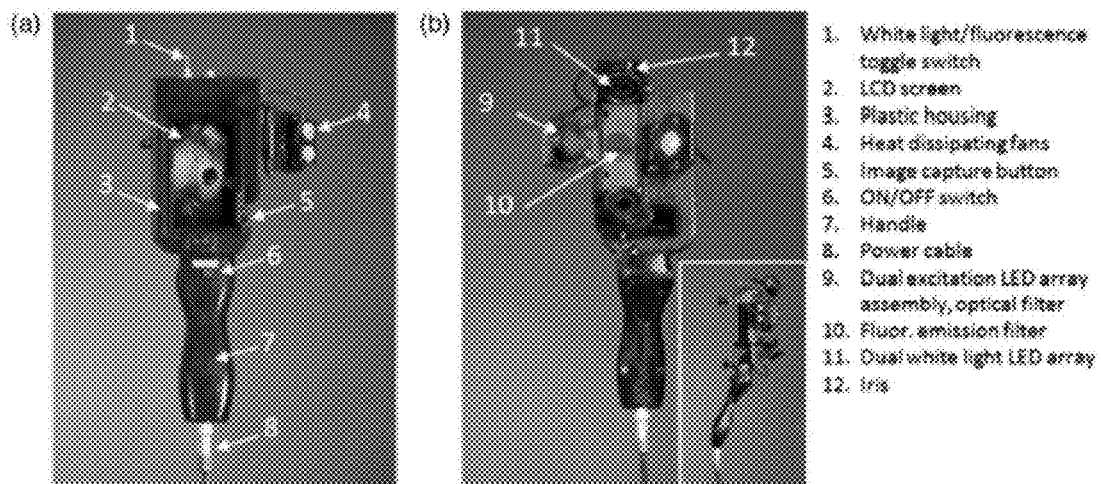 (a)
1
2
3
4
5
6
7
8
(b)
11
12
9
10
1. White light/fluorescence
toggle switch
2. LCD screen
3. Plastic housing
4. Heat dissipating fans
5. Image capture button
6. ON/OFF switch
7. Handle
8. Power cable
9. Dual excitation LED array
assembly, optical filter
10. Fluor. emission filter
11. Dual white light LED array
12. Iris